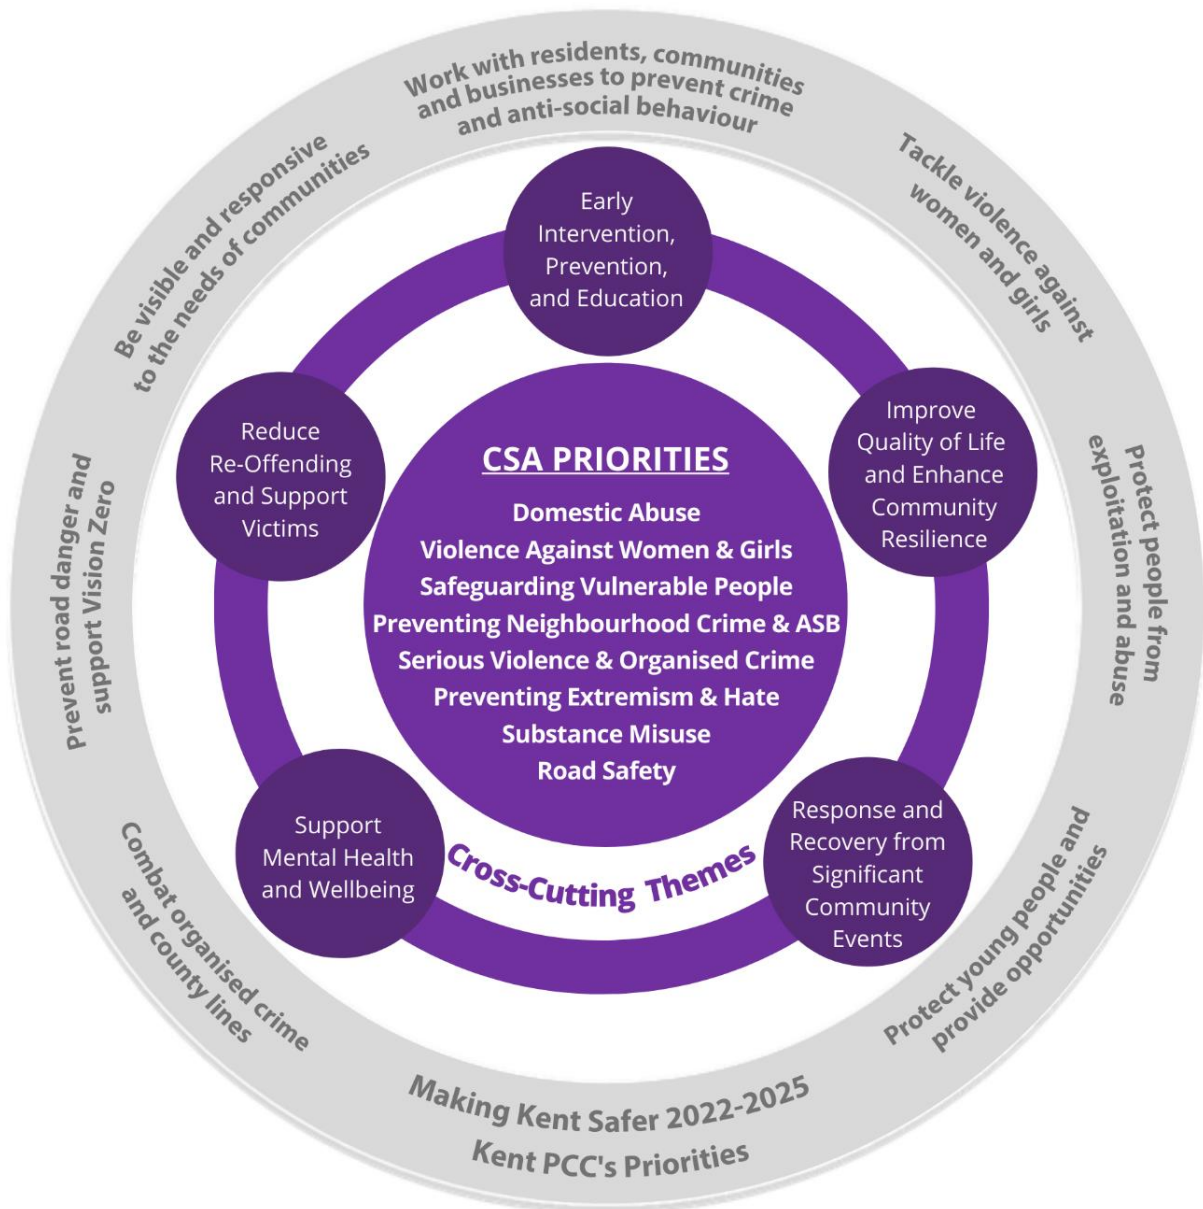 Work with residents, communities
and businesses to prevent crime
and anti-social behaviour
Tackle violence against
women and girls
Protect people from
exploitation and abuse
Protect young people and
provide opportunities
Making Kent Safer 2022-2025
Kent PCC's Priorities
Combat organised crime
and county lines
Prevent road danger and
support Vision Zero
Be visible and responsive
to the needs of communities
Early
Intervention,
Prevention,
and Education
Improve
Quality of Life
and Enhance
Community
Resilience
Response and
Recovery from
Significant
Community
Events
Support
Mental Health
and Wellbeing
Reduce
Re-Offending
and Support
Victims
CSA PRIORITIES
Domestic Abuse
Violence Against Women & Girls
Safeguarding Vulnerable People
Preventing Neighbourhood Crime & ASB
Serious Violence & Organised Crime
Preventing Extremism & Hate
Substance Misuse
Road Safety
Cross-Cutting Themes